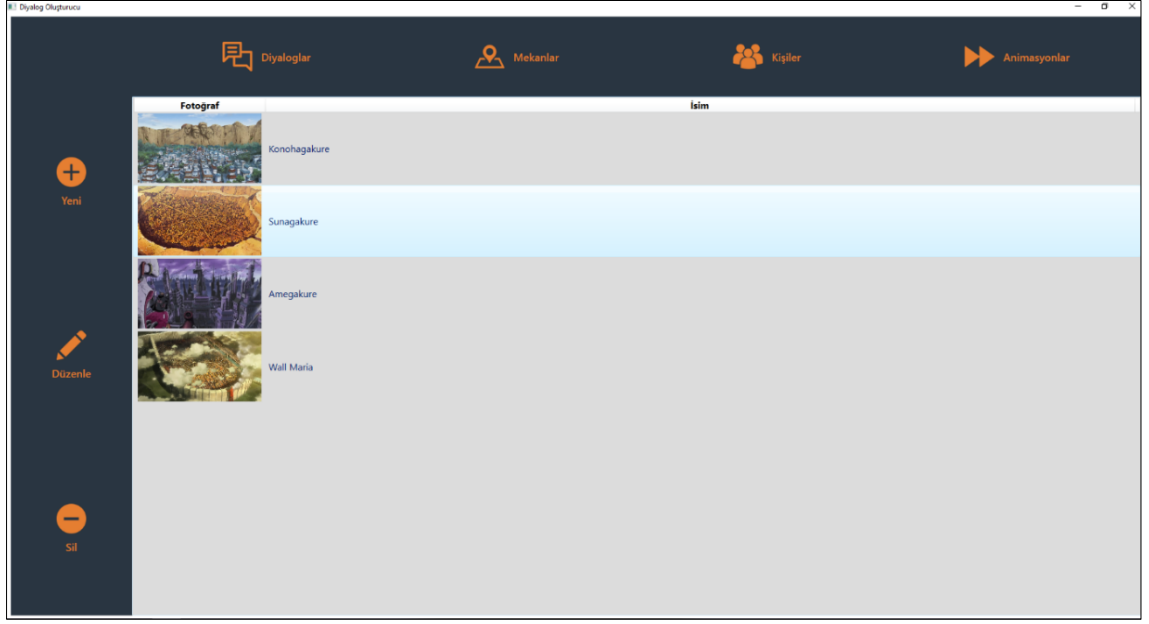 Diyalog Oluşturucu
Diyaloglar Mekanlar Kişiler Animasyonlar
Fotoğraf İsim
Konohagakure
Yeni
Sunagakure
Amegakure
Wall Maria
Düzenle
Sil